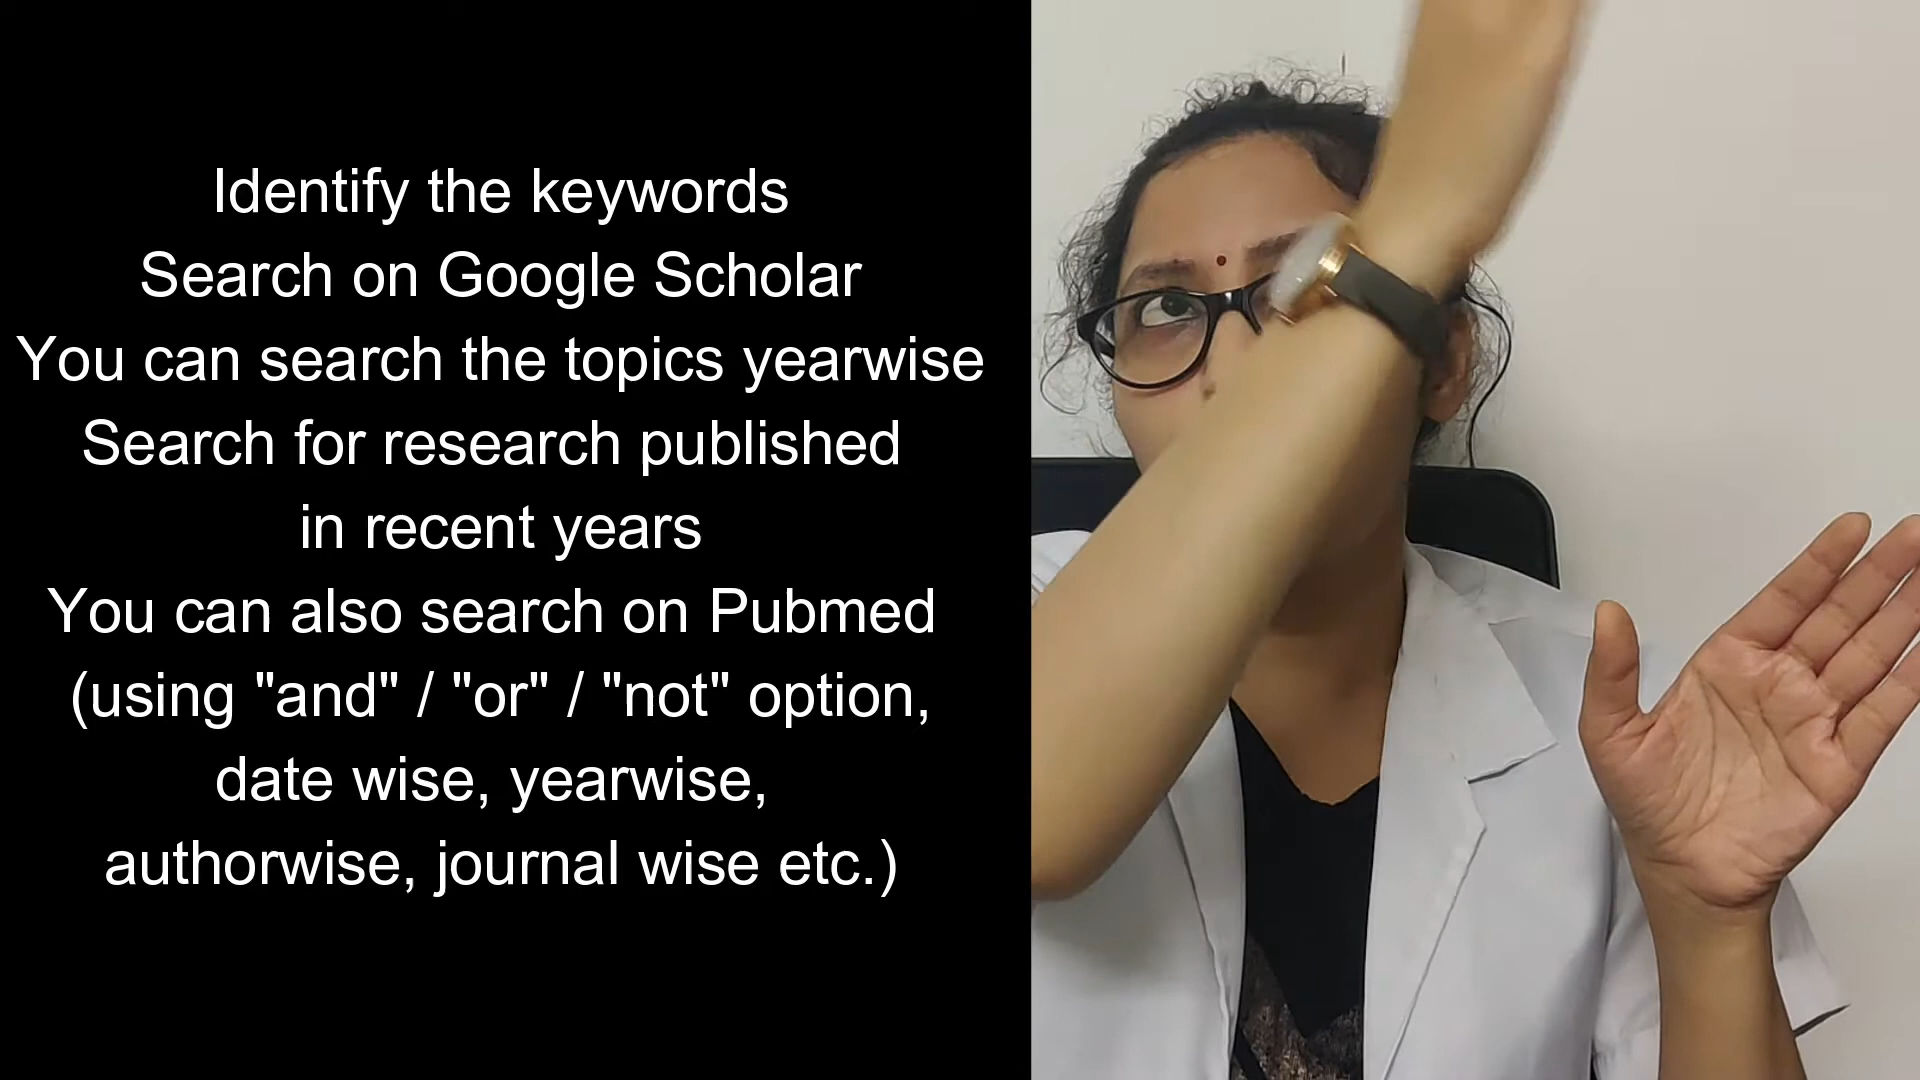 Identify the keywords
Search on Google Scholar
You can search the topics yearwise
Search for research published
in recent years
You can also search on Pubmed
(using "and" / "or" / "not" option,
date wise, yearwise,
authorwise, journal wise etc.)